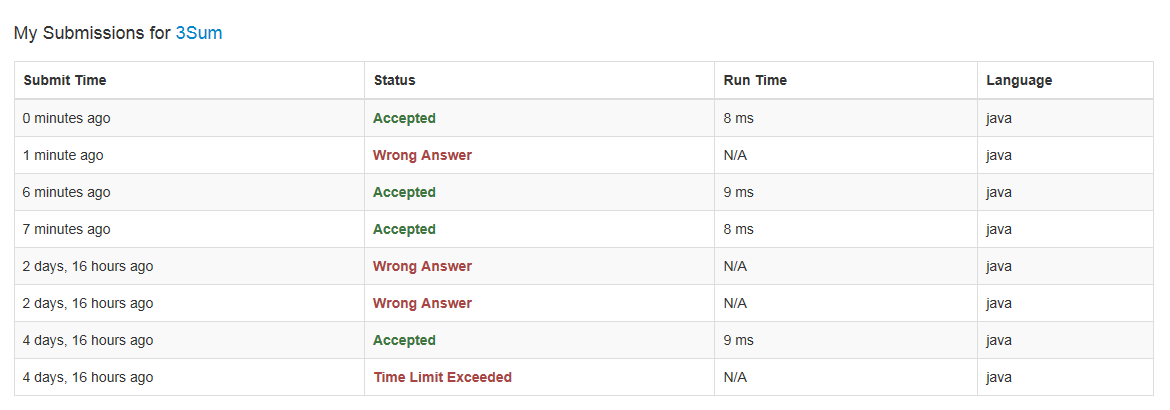 My Submissions for 3Sum
Submit Time Status Run Time Language
0 minutes ago Accepted 8 ms java
1 minute ago Wrong Answer N/A java
6 minutes ago Accepted 9 ms java
7 minutes ago Accepted 8 ms java
2 days, 16 hours ago Wrong Answer N/A java
2 days, 16 hours ago Wrong Answer N/A java
4 days, 16 hours ago Accepted 9 ms java
4 days, 16 hours ago Time Limit Exceeded N/A java